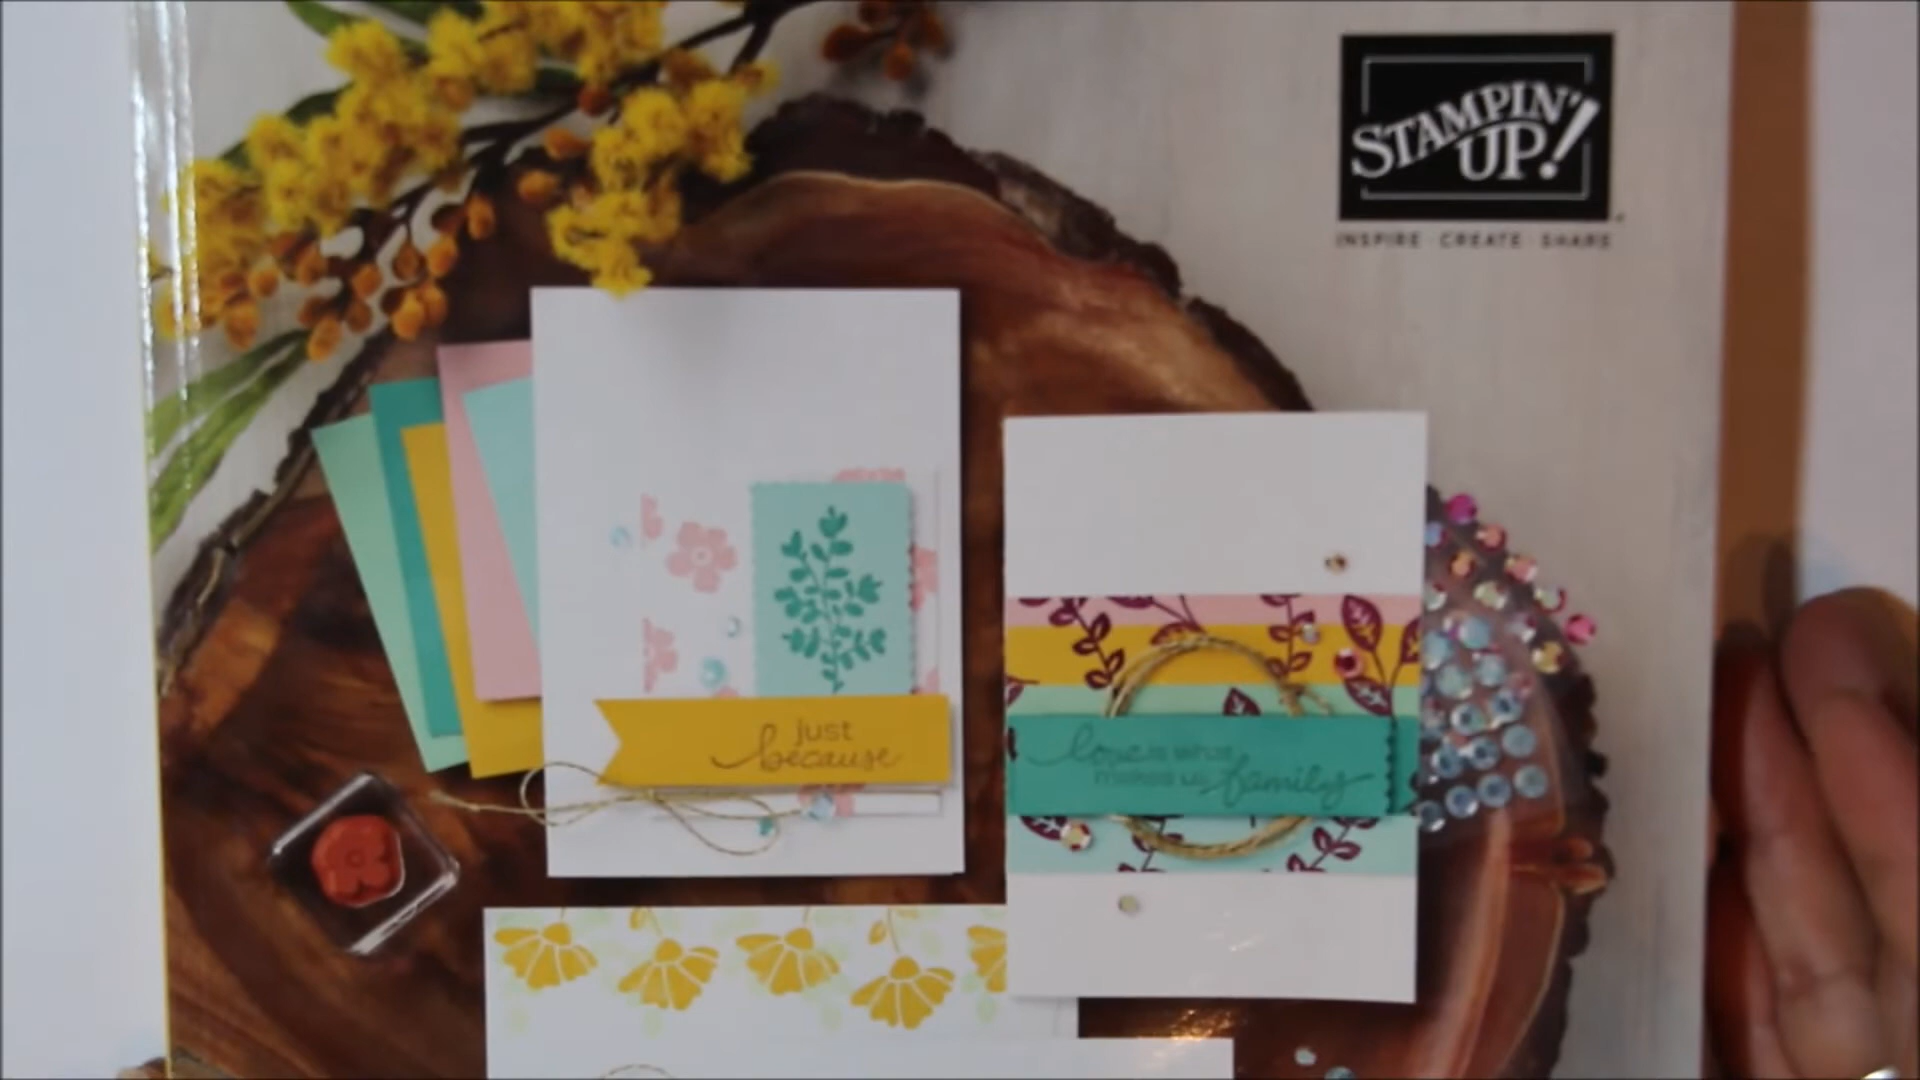 STAMPIN'
UP!
INSPIRE · CREATE · SHARE
just
because
love is what
makes us family